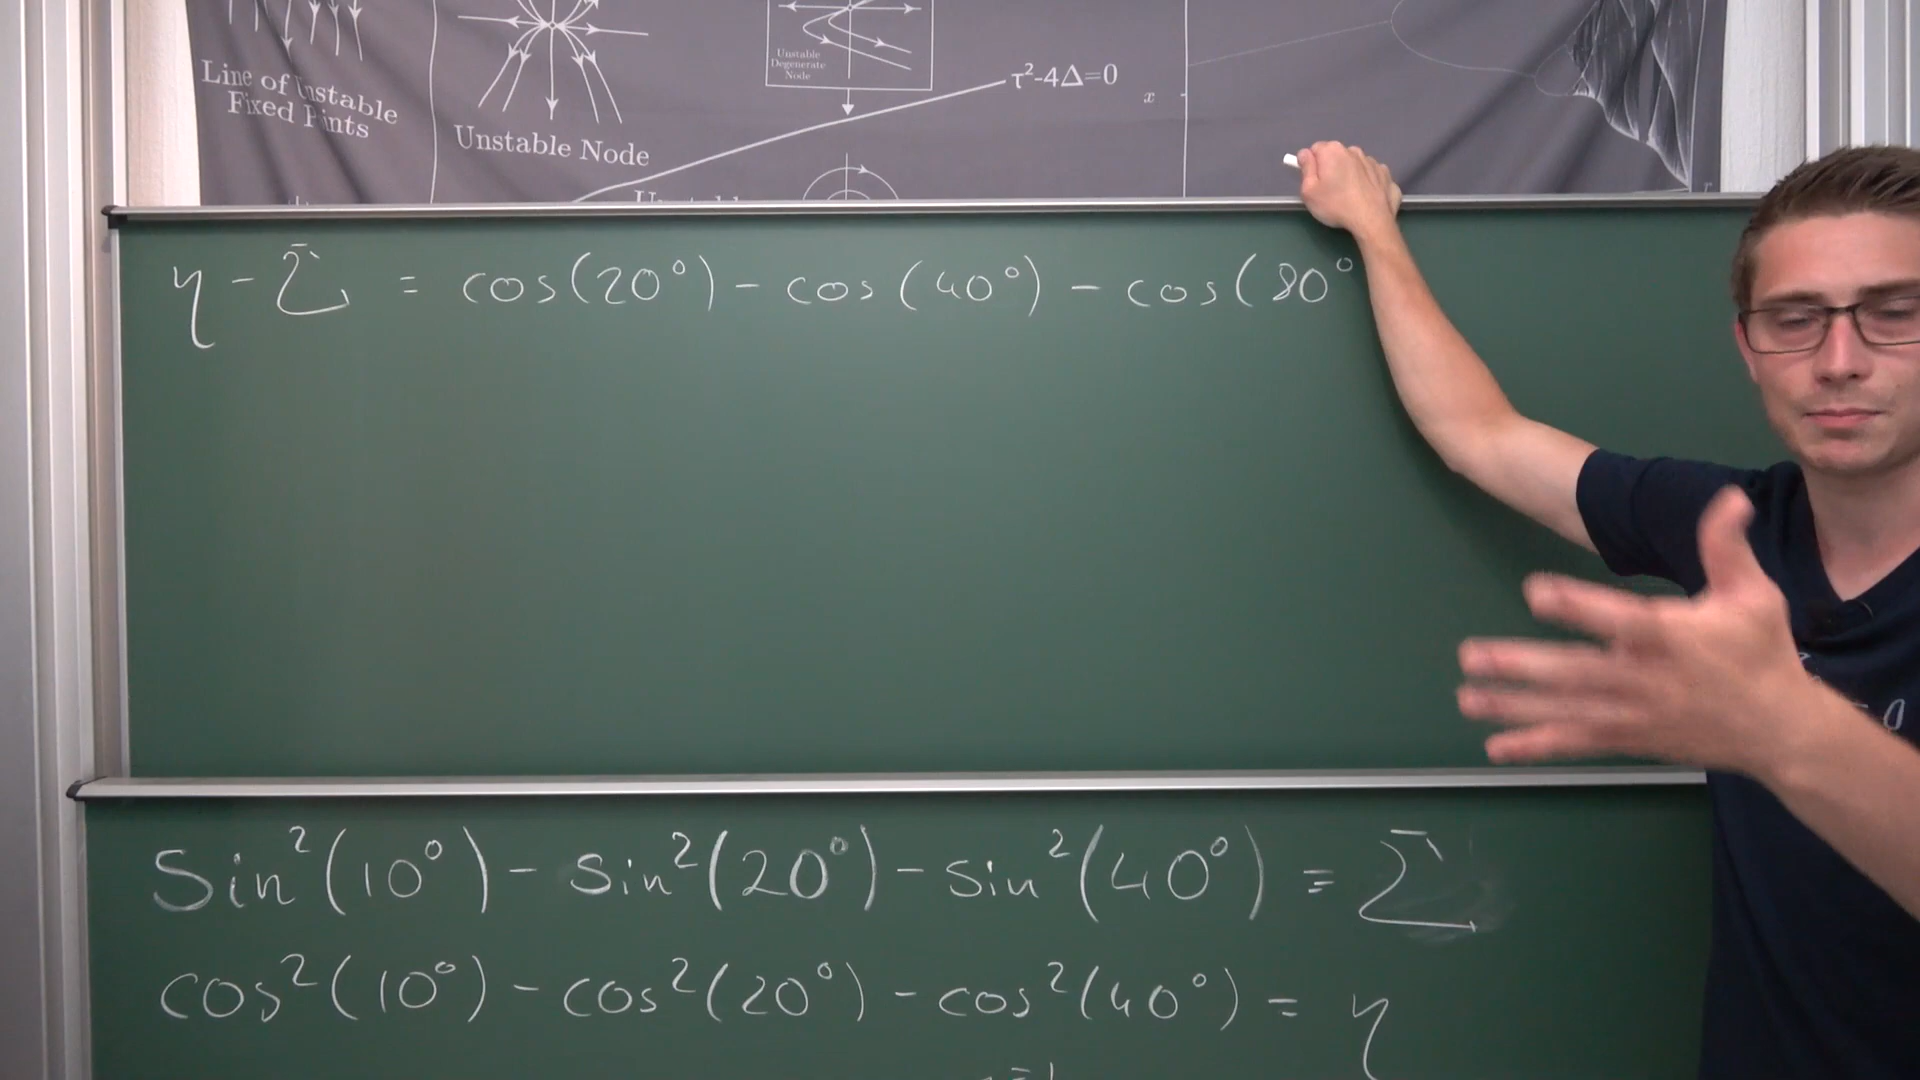 Line of Unstable
Fixed Points
Unstable Node
Unstable
Degenerate
Node
τ²-4Δ=0
x
r
η - Σ = cos(20°) - cos(40°) - cos(80°
Sin²(10°) - sin²(20°) - sin²(40°) = Σ
cos²(10°) - cos²(20°) - cos²(40°) = η